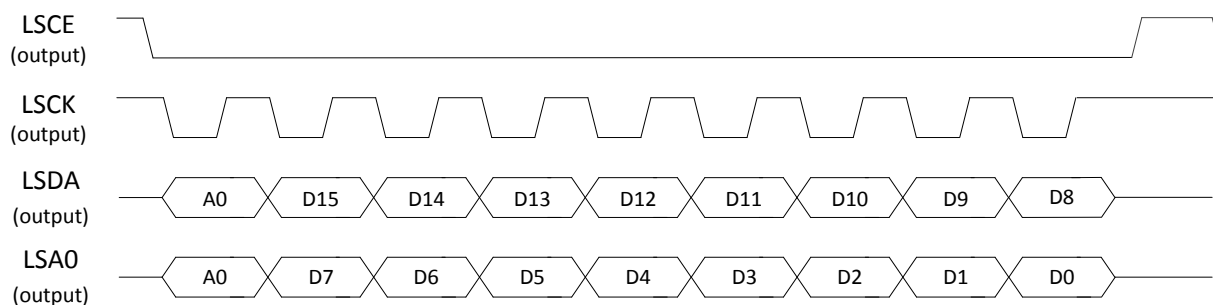 LSCE
(output)
LSCK
(output)
LSDA
(output)
A0 D15 D14 D13 D12 D11 D10 D9 D8
LSA0
(output)
A0 D7 D6 D5 D4 D3 D2 D1 D0